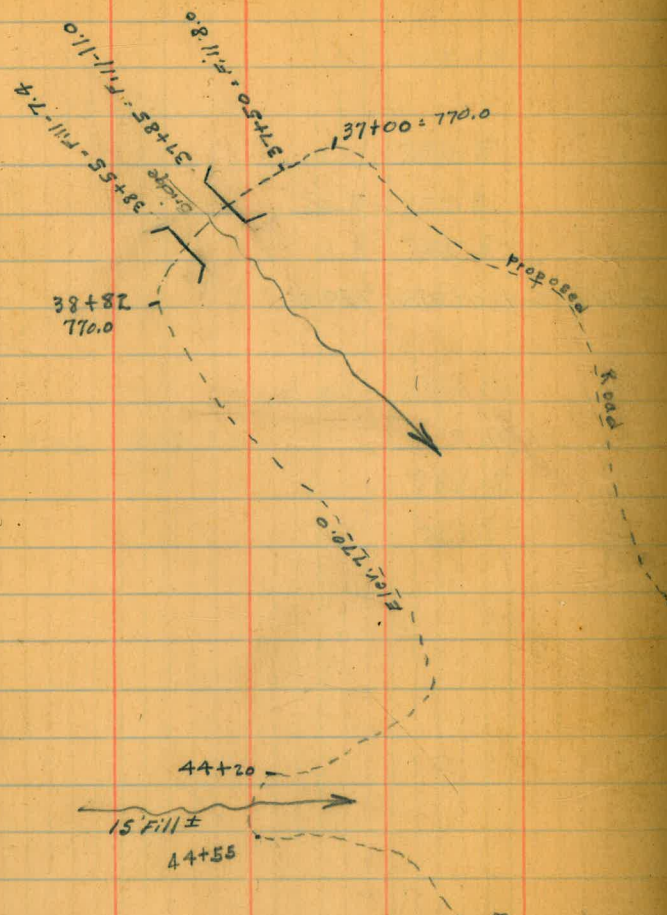 37+50 = Fill 8.0
37+85 = Fill-11.0
38+55 = Fill-7.4
Bridge
37+00 = 770.0
Proposed
Road
38+82
770.0
Elev. 770.0
44+20
15' Fill ±
44+55